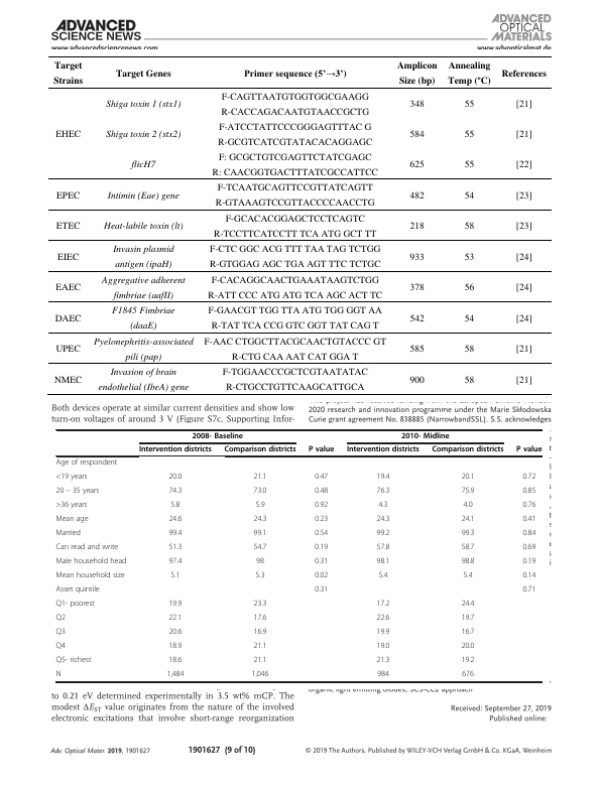 ADVANCED
SCIENCE NEWS
www.advancedsciencenews.com
ADVANCED
OPTICAL
MATERIALS
www.advopticalmat.de
Target Strains Target Genes Primer sequence (5'→3') Amplicon Size (bp) Annealing Temp (°C) References
EHEC Shiga toxin 1 (stx1) F-CAGTTAATGTGGTGGCGAAGG 348 55 [21]
R-CACCAGACAATGTAACCGCTG
Shiga toxin 2 (stx2) F-ATCCTATTCCCGGGAGTTTAC G 584 55 [21]
R-GCGTCATCGTATACACAGGAGC
flicH7 F: GCGCTGTCGAGTTCTATCGAGC 625 55 [22]
R: CAACGGTGACTTTATCGCCATTCC
EPEC Intimin (Eae) gene F-TCAATGCAGTTCCGTTATCAGTT 482 54 [23]
R-GTAAAGTCCGTTACCCCAACCTG
ETEC Heat-labile toxin (lt) F-GCACACGGAGCTCCTCAGTC 218 58 [23]
R-TCCTTCATCCTT TCA ATG GCT TT
EIEC Invasin plasmid antigen (ipaH) F-CTC GGC ACG TTT TAA TAG TCTGG 933 53 [24]
R-GTGGAG AGC TGA AGT TTC TCTGC
EAEC Aggregative adherent fimbriae (aafII) F-CACAGGCAACTGAAATAAGTCTGG 378 56 [24]
R-ATT CCC ATG ATG TCA AGC ACT TC
DAEC F1845 Fimbriae (daaE) F-GAACGT TGG TTA ATG TGG GGT AA 542 54 [24]
R-TAT TCA CCG GTC GGT TAT CAG T
UPEC Pyelonephritis-associated pili (pap) F-AAC CTGGCTTACGCAACTGTACCC GT 585 58 [21]
R-CTG CAA AAT CAT GGA T
NMEC Invasion of brain endothelial (IbeA) gene F-TGGAACCCGCTCGTAATATAC 900 58 [21]
R-CTGCCTGTTCAAGCATTGCA
Both devices operate at similar current densities and show low
turn-on voltages of around 3 V (Figure S7c, Supporting Infor-
2020 research and innovation programme under the Marie Skłodowska
Curie grant agreement No. 838885 (NarrowbandSSL). S.S. acknowledges
2008- Baseline 2010- Midline
Intervention districts Comparison districts P value Intervention districts Comparison districts P value
Age of respondent
<19 years 20.0 21.1 0.47 19.4 20.1 0.72
20 – 35 years 74.3 73.0 0.48 76.3 75.9 0.85
>36 years 5.8 5.9 0.92 4.3 4.0 0.76
Mean age 24.6 24.3 0.23 24.3 24.1 0.41
Married 99.4 99.1 0.54 99.2 99.3 0.84
Can read and write 51.3 54.7 0.19 57.8 58.7 0.69
Male household head 97.4 98 0.31 98.1 98.8 0.19
Mean household size 5.1 5.3 0.02 5.4 5.4 0.14
Asset quintile 0.31 0.71
Q1- poorest 19.9 23.3 17.2 24.4
Q2 22.1 17.6 22.6 19.7
Q3 20.6 16.9 19.9 16.7
Q4 18.9 21.0 19.0 20.0
Q5- richest 18.6 21.1 21.3 19.2
N 1,484 1,046 984 676
to 0.21 eV determined experimentally in 3.5 wt% mCP. The
modest ΔEST value originates from the nature of the involved
electronic excitations that involve short-range reorganization
organic light emitting diodes, SCS-CC2 approach
Received: September 27, 2019
Published online:
Adv. Optical Mater. 2019, 1901627
1901627 (9 of 10)
© 2019 The Authors. Published by WILEY-VCH Verlag GmbH & Co. KGaA, Weinheim